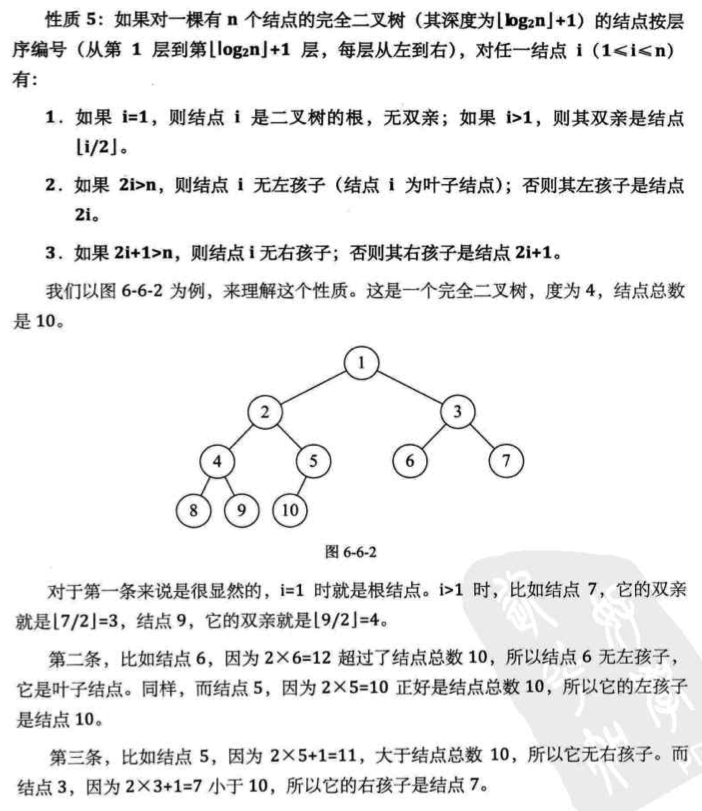 性质 5：如果对一棵有 n 个结点的完全二叉树（其深度为⌊log₂n⌋+1）的结点按层
序编号（从第 1 层到第⌊log₂n⌋+1 层，每层从左到右），对任一结点 i（1≤i≤n）
有：
1．如果 i=1，则结点 i 是二叉树的根，无双亲；如果 i>1，则其双亲是结点
⌊i/2⌋。
2．如果 2i>n，则结点 i 无左孩子（结点 i 为叶子结点）；否则其左孩子是结点
2i。
3．如果 2i+1>n，则结点 i 无右孩子；否则其右孩子是结点 2i+1。
我们以图 6-6-2 为例，来理解这个性质。这是一个完全二叉树，度为 4，结点总数
是 10。
1
2 3
4 5 6 7
8 9 10
图 6-6-2
对于第一条来说是很显然的，i=1 时就是根结点。i>1 时，比如结点 7，它的双亲
就是⌊7/2⌋=3，结点 9，它的双亲就是⌊9/2⌋=4。
第二条，比如结点 6，因为 2×6=12 超过了结点总数 10，所以结点 6 无左孩子，
它是叶子结点。同样，而结点 5，因为 2×5=10 正好是结点总数 10，所以它的左孩子
是结点 10。
第三条，比如结点 5，因为 2×5+1=11，大于结点总数 10，所以它无右孩子。而
结点 3，因为 2×3+1=7 小于 10，所以它的右孩子是结点 7。